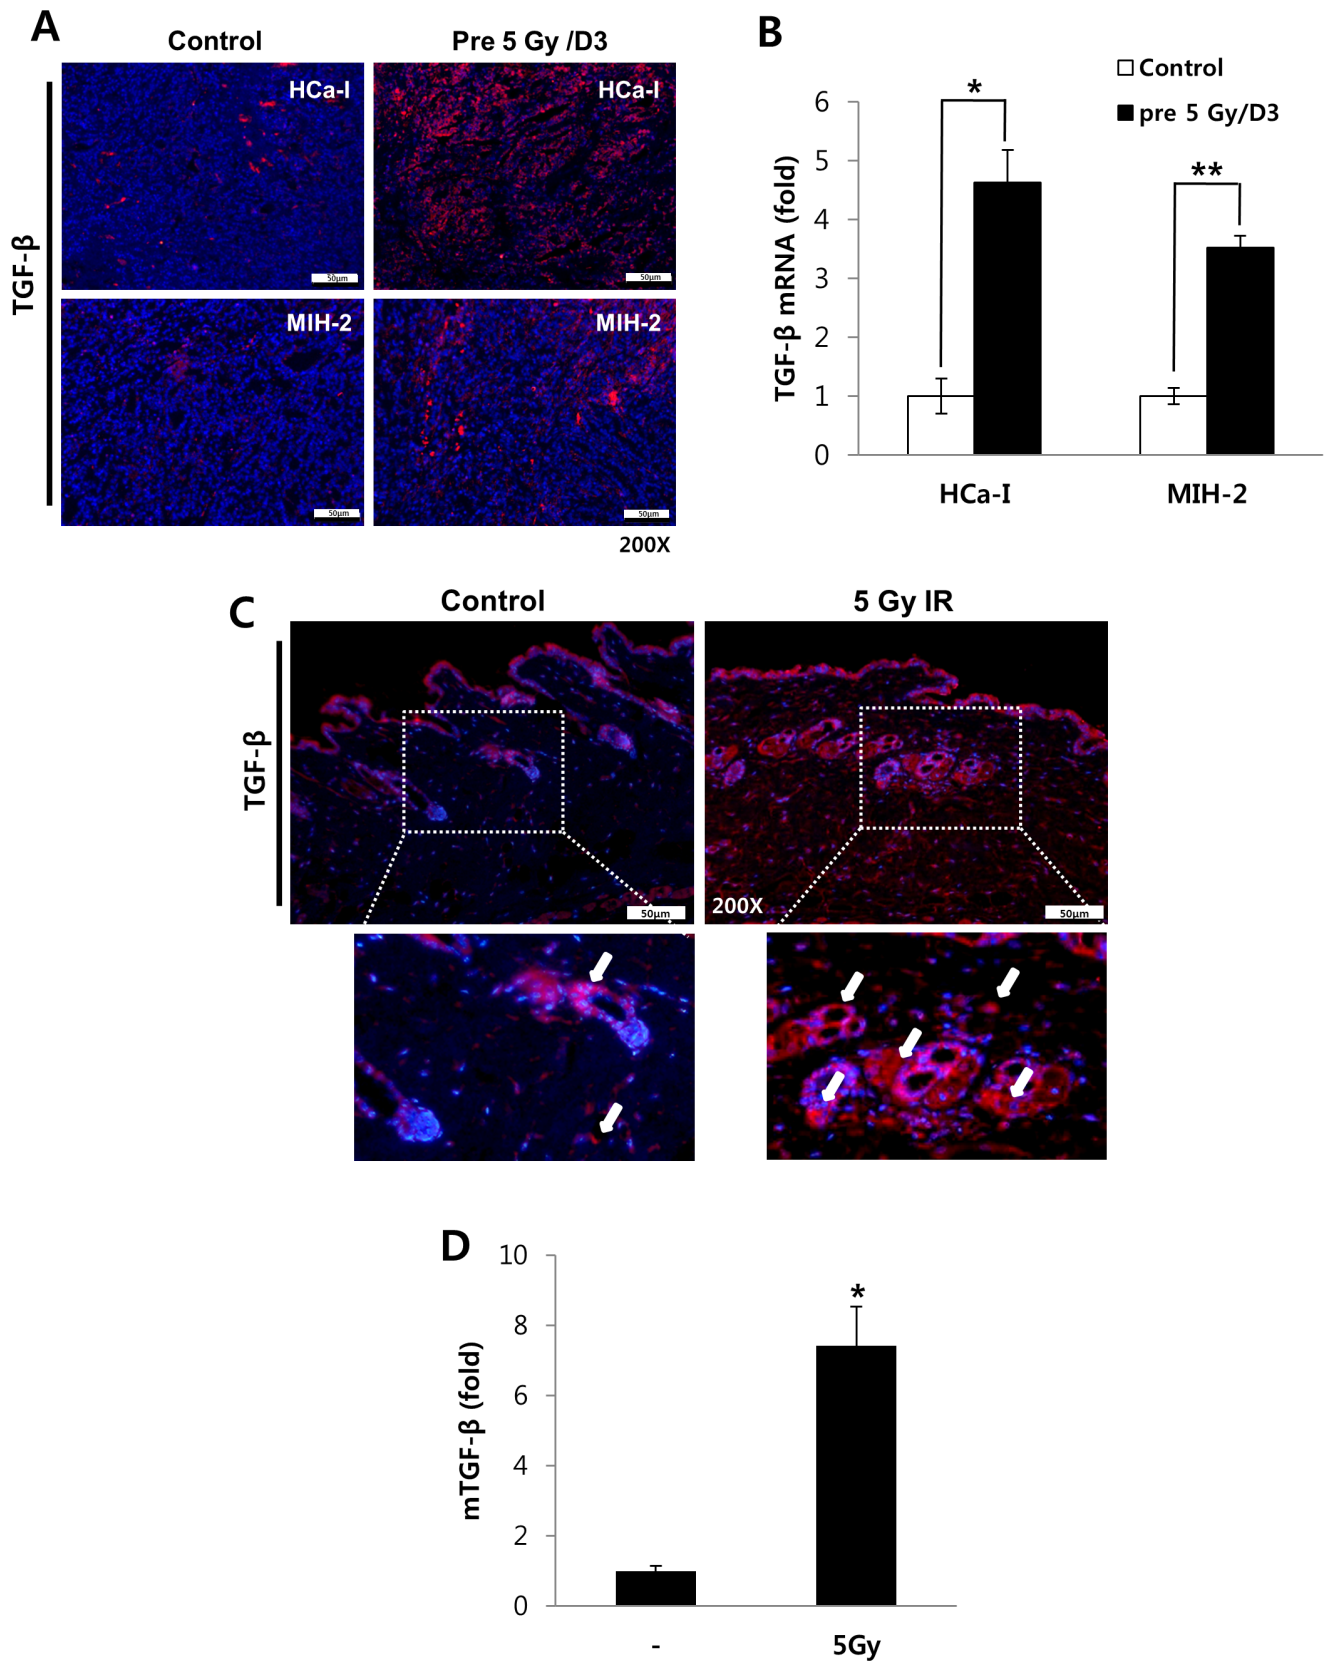 A
Control
Pre 5 Gy /D3
TGF-β
HCa-I
HCa-I
50μm
50μm
MIH-2
MIH-2
50μm
50μm
200X
B
Control
pre 5 Gy/D3
TGF-β mRNA (fold)
6
5
4
3
2
1
0
*
**
HCa-I
MIH-2
C
Control
5 Gy IR
TGF-β
50μm
200X
50μm
D
mTGF-β (fold)
10
8
6
4
2
0
*
-
5Gy